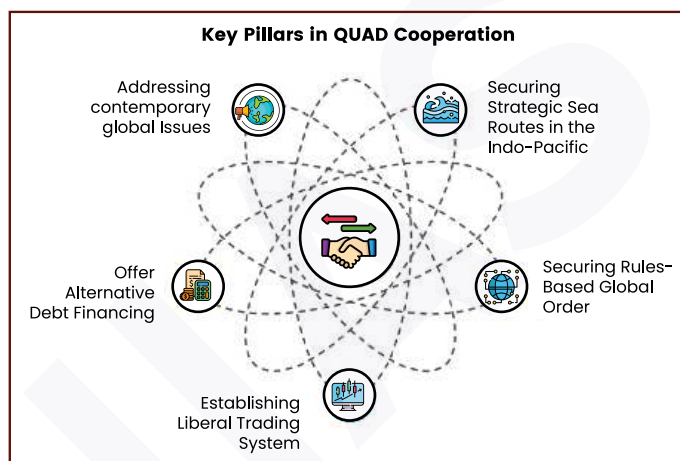 Key Pillars in QUAD Cooperation
Addressing
contemporary
global Issues
Securing
Strategic Sea
Routes in the
Indo-Pacific
Offer
Alternative
Debt Financing
Securing Rules-
Based Global
Order
Establishing
Liberal Trading
System